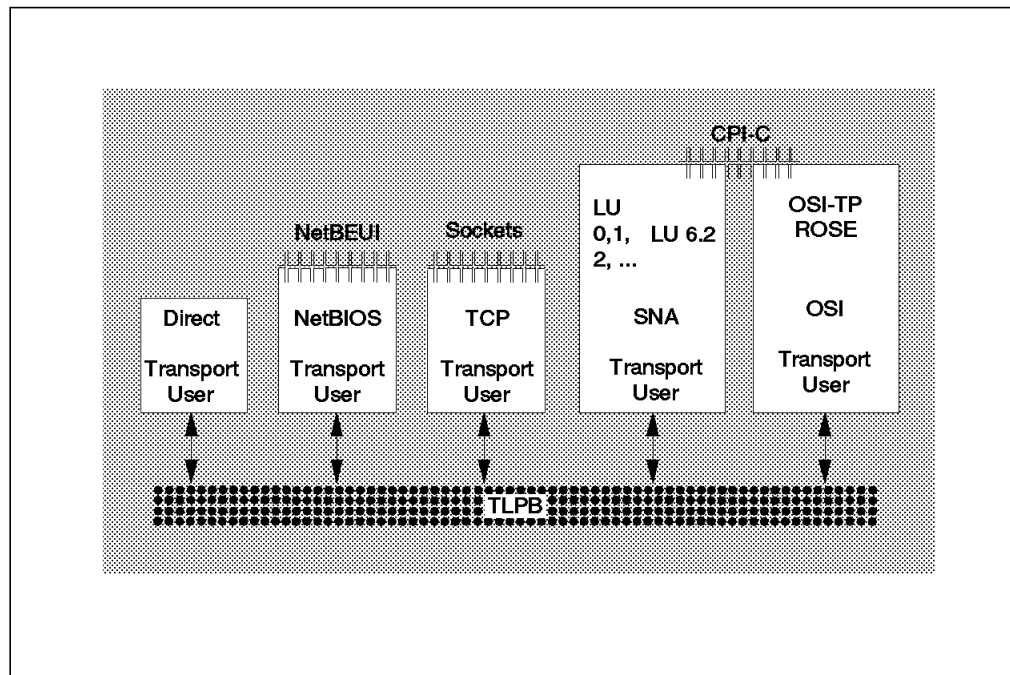 CPI-C
NetBEUI
Sockets
Direct
Transport
User
NetBIOS
Transport
User
TCP
Transport
User
LU
0,1, LU 6.2
2, ...
SNA
Transport
User
OSI-TP
ROSE
OSI
Transport
User
TLPB